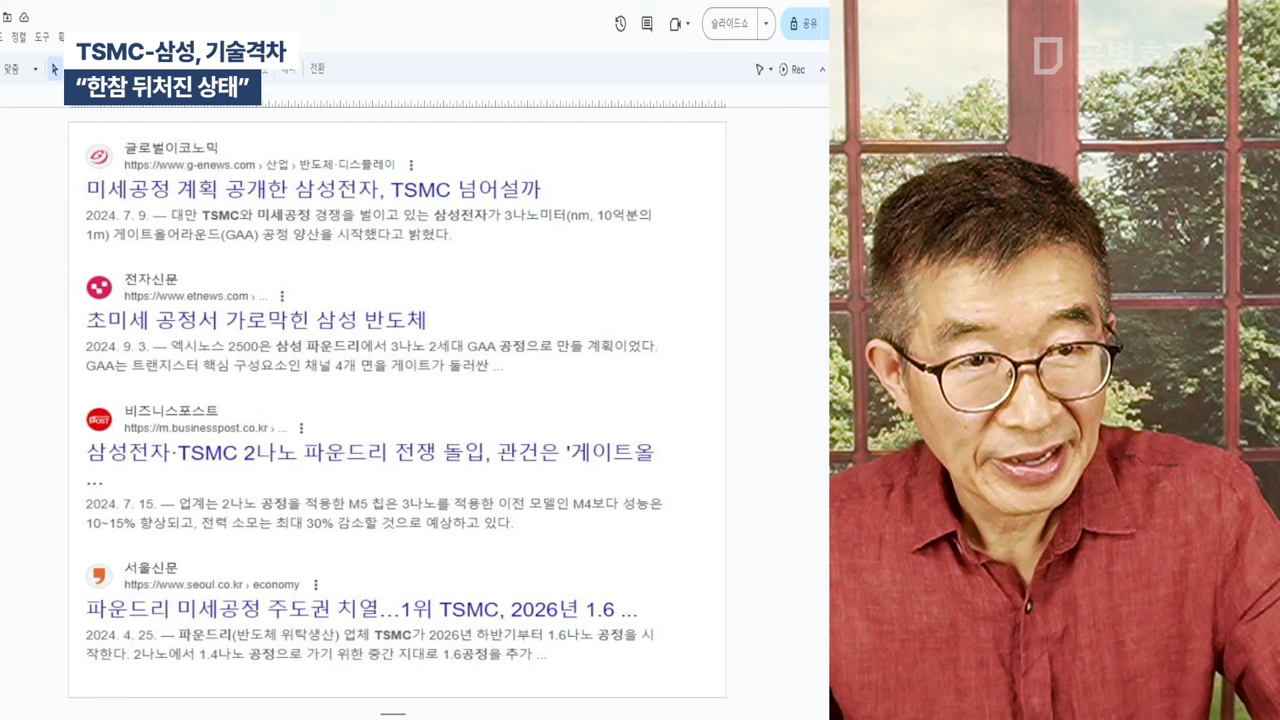 정렬 도구
슬라이드쇼
공유
TSMC-삼성, 기술격차
“한참 뒤처진 상태”
맞춤
전환
Rec
글로벌이코노믹
https://www.g-enews.com › 산업 › 반도체·디스플레이
미세공정 계획 공개한 삼성전자, TSMC 넘어설까
2024. 7. 9. — 대만 TSMC와 미세공정 경쟁을 벌이고 있는 삼성전자가 3나노미터(nm, 10억분의
1m) 게이트올어라운드(GAA) 공정 양산을 시작했다고 밝혔다.
전자신문
https://www.etnews.com › ...
초미세 공정서 가로막힌 삼성 반도체
2024. 9. 3. — 엑시노스 2500은 삼성 파운드리에서 3나노 2세대 GAA 공정으로 만들 계획이었다.
GAA는 트랜지스터 핵심 구성요소인 채널 4개 면을 게이트가 둘러싼 ...
비즈니스포스트
https://m.businesspost.co.kr › ...
삼성전자·TSMC 2나노 파운드리 전쟁 돌입, 관건은 '게이트올
...
2024. 7. 15. — 업계는 2나노 공정을 적용한 M5 칩은 3나노를 적용한 이전 모델인 M4보다 성능은
10~15% 향상되고, 전력 소모는 최대 30% 감소할 것으로 예상하고 있다.
서울신문
https://www.seoul.co.kr › economy
파운드리 미세공정 주도권 치열…1위 TSMC, 2026년 1.6 ...
2024. 4. 25. — 파운드리(반도체 위탁생산) 업체 TSMC가 2026년 하반기부터 1.6나노 공정을 시
작한다. 2나노에서 1.4나노 공정으로 가기 위한 중간 지대로 1.6공정을 추가 ...